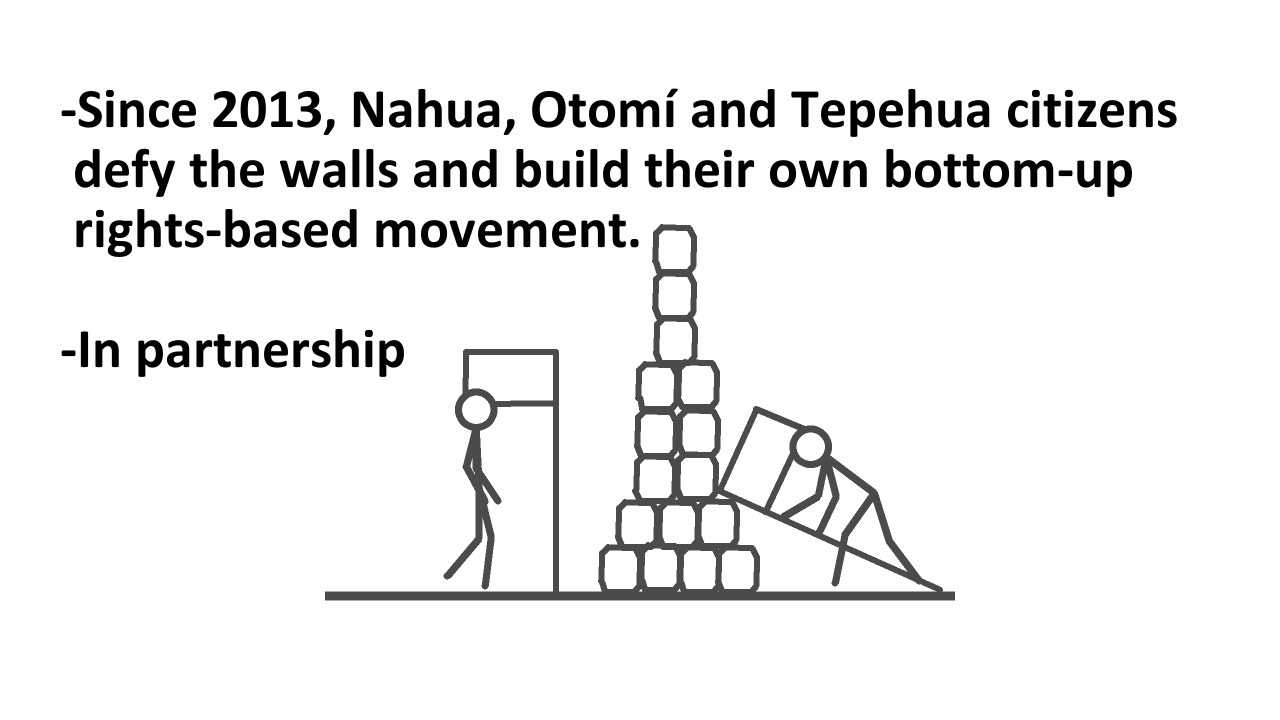 -Since 2013, Nahua, Otomí and Tepehua citizens
defy the walls and build their own bottom-up
rights-based movement.
-In partnership